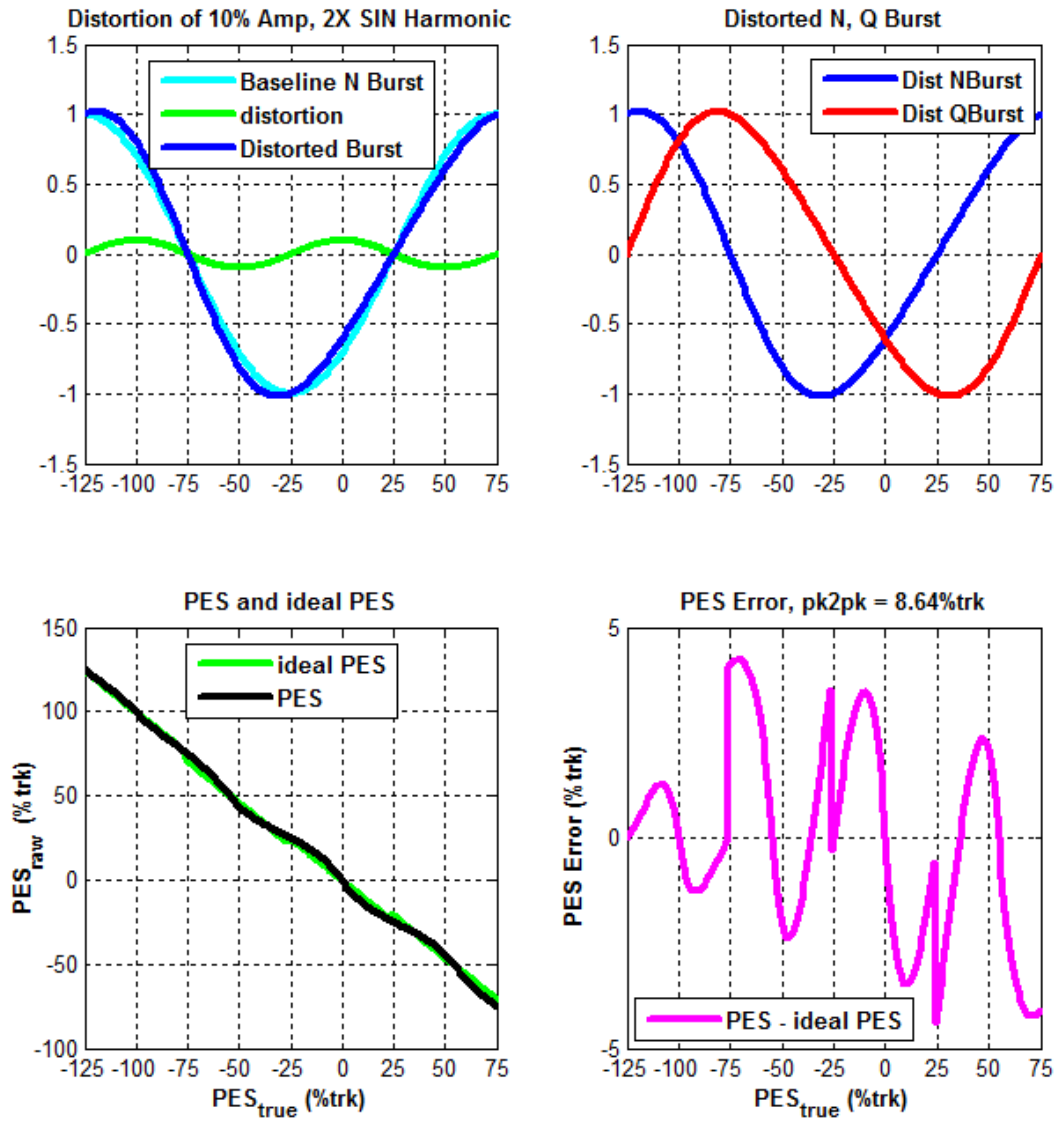 Distortion of 10% Amp, 2X SIN Harmonic
1.5
1
0.5
0
-0.5
-1
-1.5
-125 -100 -75 -50 -25 0 25 50 75
Baseline N Burst
distortion
Distorted Burst
Distorted N, Q Burst
1.5
1
0.5
0
-0.5
-1
-1.5
-125 -100 -75 -50 -25 0 25 50 75
Dist NBurst
Dist QBurst
PES and ideal PES
PESraw (%trk)
150
100
50
0
-50
-100
-125 -100 -75 -50 -25 0 25 50 75
PEStrue (%trk)
ideal PES
PES
PES Error, pk2pk = 8.64%trk
PES Error (%trk)
5
0
-5
-125 -100 -75 -50 -25 0 25 50 75
PEStrue (%trk)
PES - ideal PES